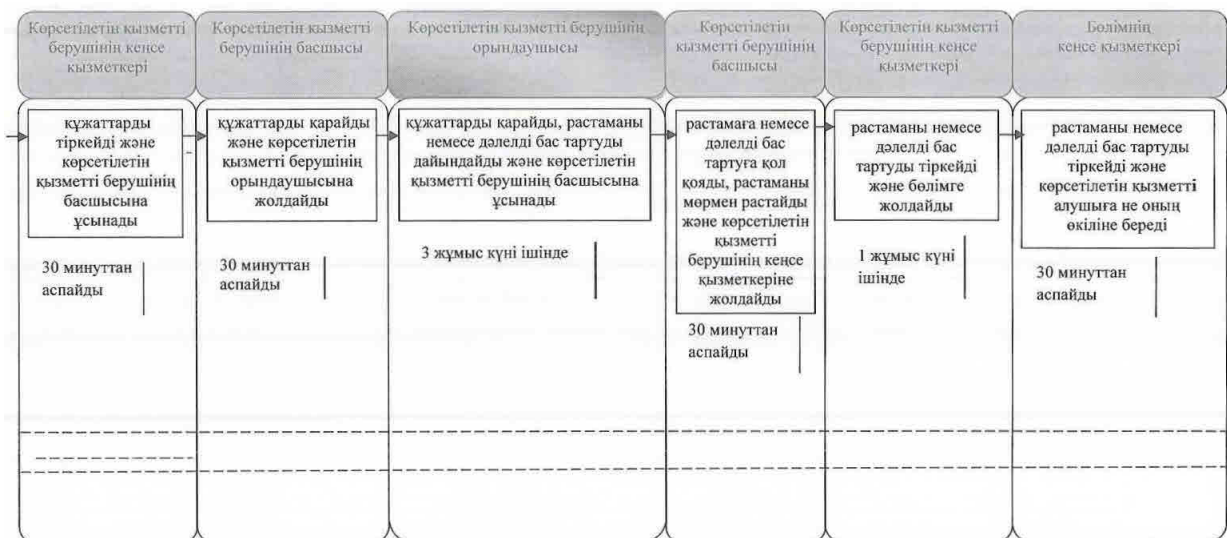 Көрсетілетін қызметті
берушінің кеңсе
қызметкері
Көрсетілетін қызметті
берушінің басшысы
Көрсетілетін қызметті берушінің
орындаушысы
Көрсетілетін
қызметті берушінің
басшысы
Көрсетілетін қызметті
берушінің кеңсе
қызметкері
Бөлімнің
кеңсе қызметкері
құжаттарды
тіркейді және
көрсетілетін
қызметті берушінің
басшысына
ұсынады
30 минуттан
аспайды
құжаттарды қарайды
және көрсетілетін
қызметті берушінің
орындаушысына
жолдайды
30 минуттан
аспайды
құжаттарды қарайды, растаманы
немесе дәлелді бас тартуды
дайындайды және көрсетілетін
қызметті берушінің басшысына
ұсынады
3 жұмыс күні ішінде
растамаға немесе
дәлелді бас
тартуға қол
қояды, растаманы
мөрмен растайды
және көрсетілетін
қызметті
берушінің кеңсе
қызметкеріне
жолдайды
30 минуттан
аспайды
растаманы немесе
дәлелді бас
тартуды тіркейді
және бөлімге
жолдайды
1 жұмыс күні
ішінде
растаманы немесе
дәлелді бас тартуды
тіркейді және
көрсетілетін қызметті
алушыға не оның
өкіліне береді
30 минуттан
аспайды